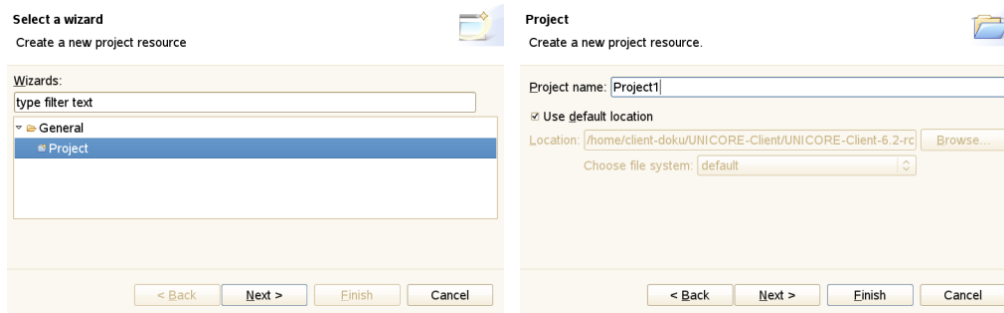 Select a wizard
Create a new project resource
Wizards:
type filter text
General
Project
< Back Next > Finish Cancel
Project
Create a new project resource.
Project name: Project1
Use default location
Location: /home/client-doku/UNICORE-Client/UNICORE-Client-6.2-rc Browse...
Choose file system: default
< Back Next > Finish Cancel